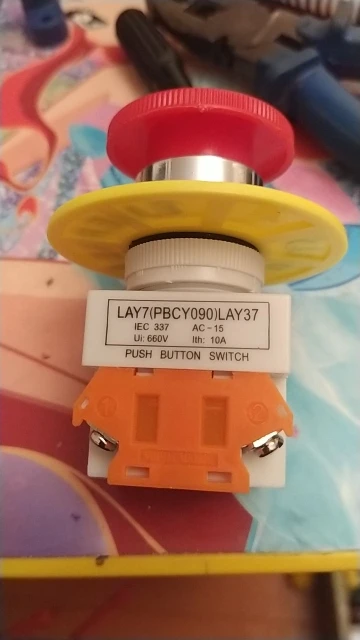 LAY7(PBCY090)LAY37
IEC 337 AC-15
Ui: 660V Ith: 10A
PUSH BUTTON SWITCH